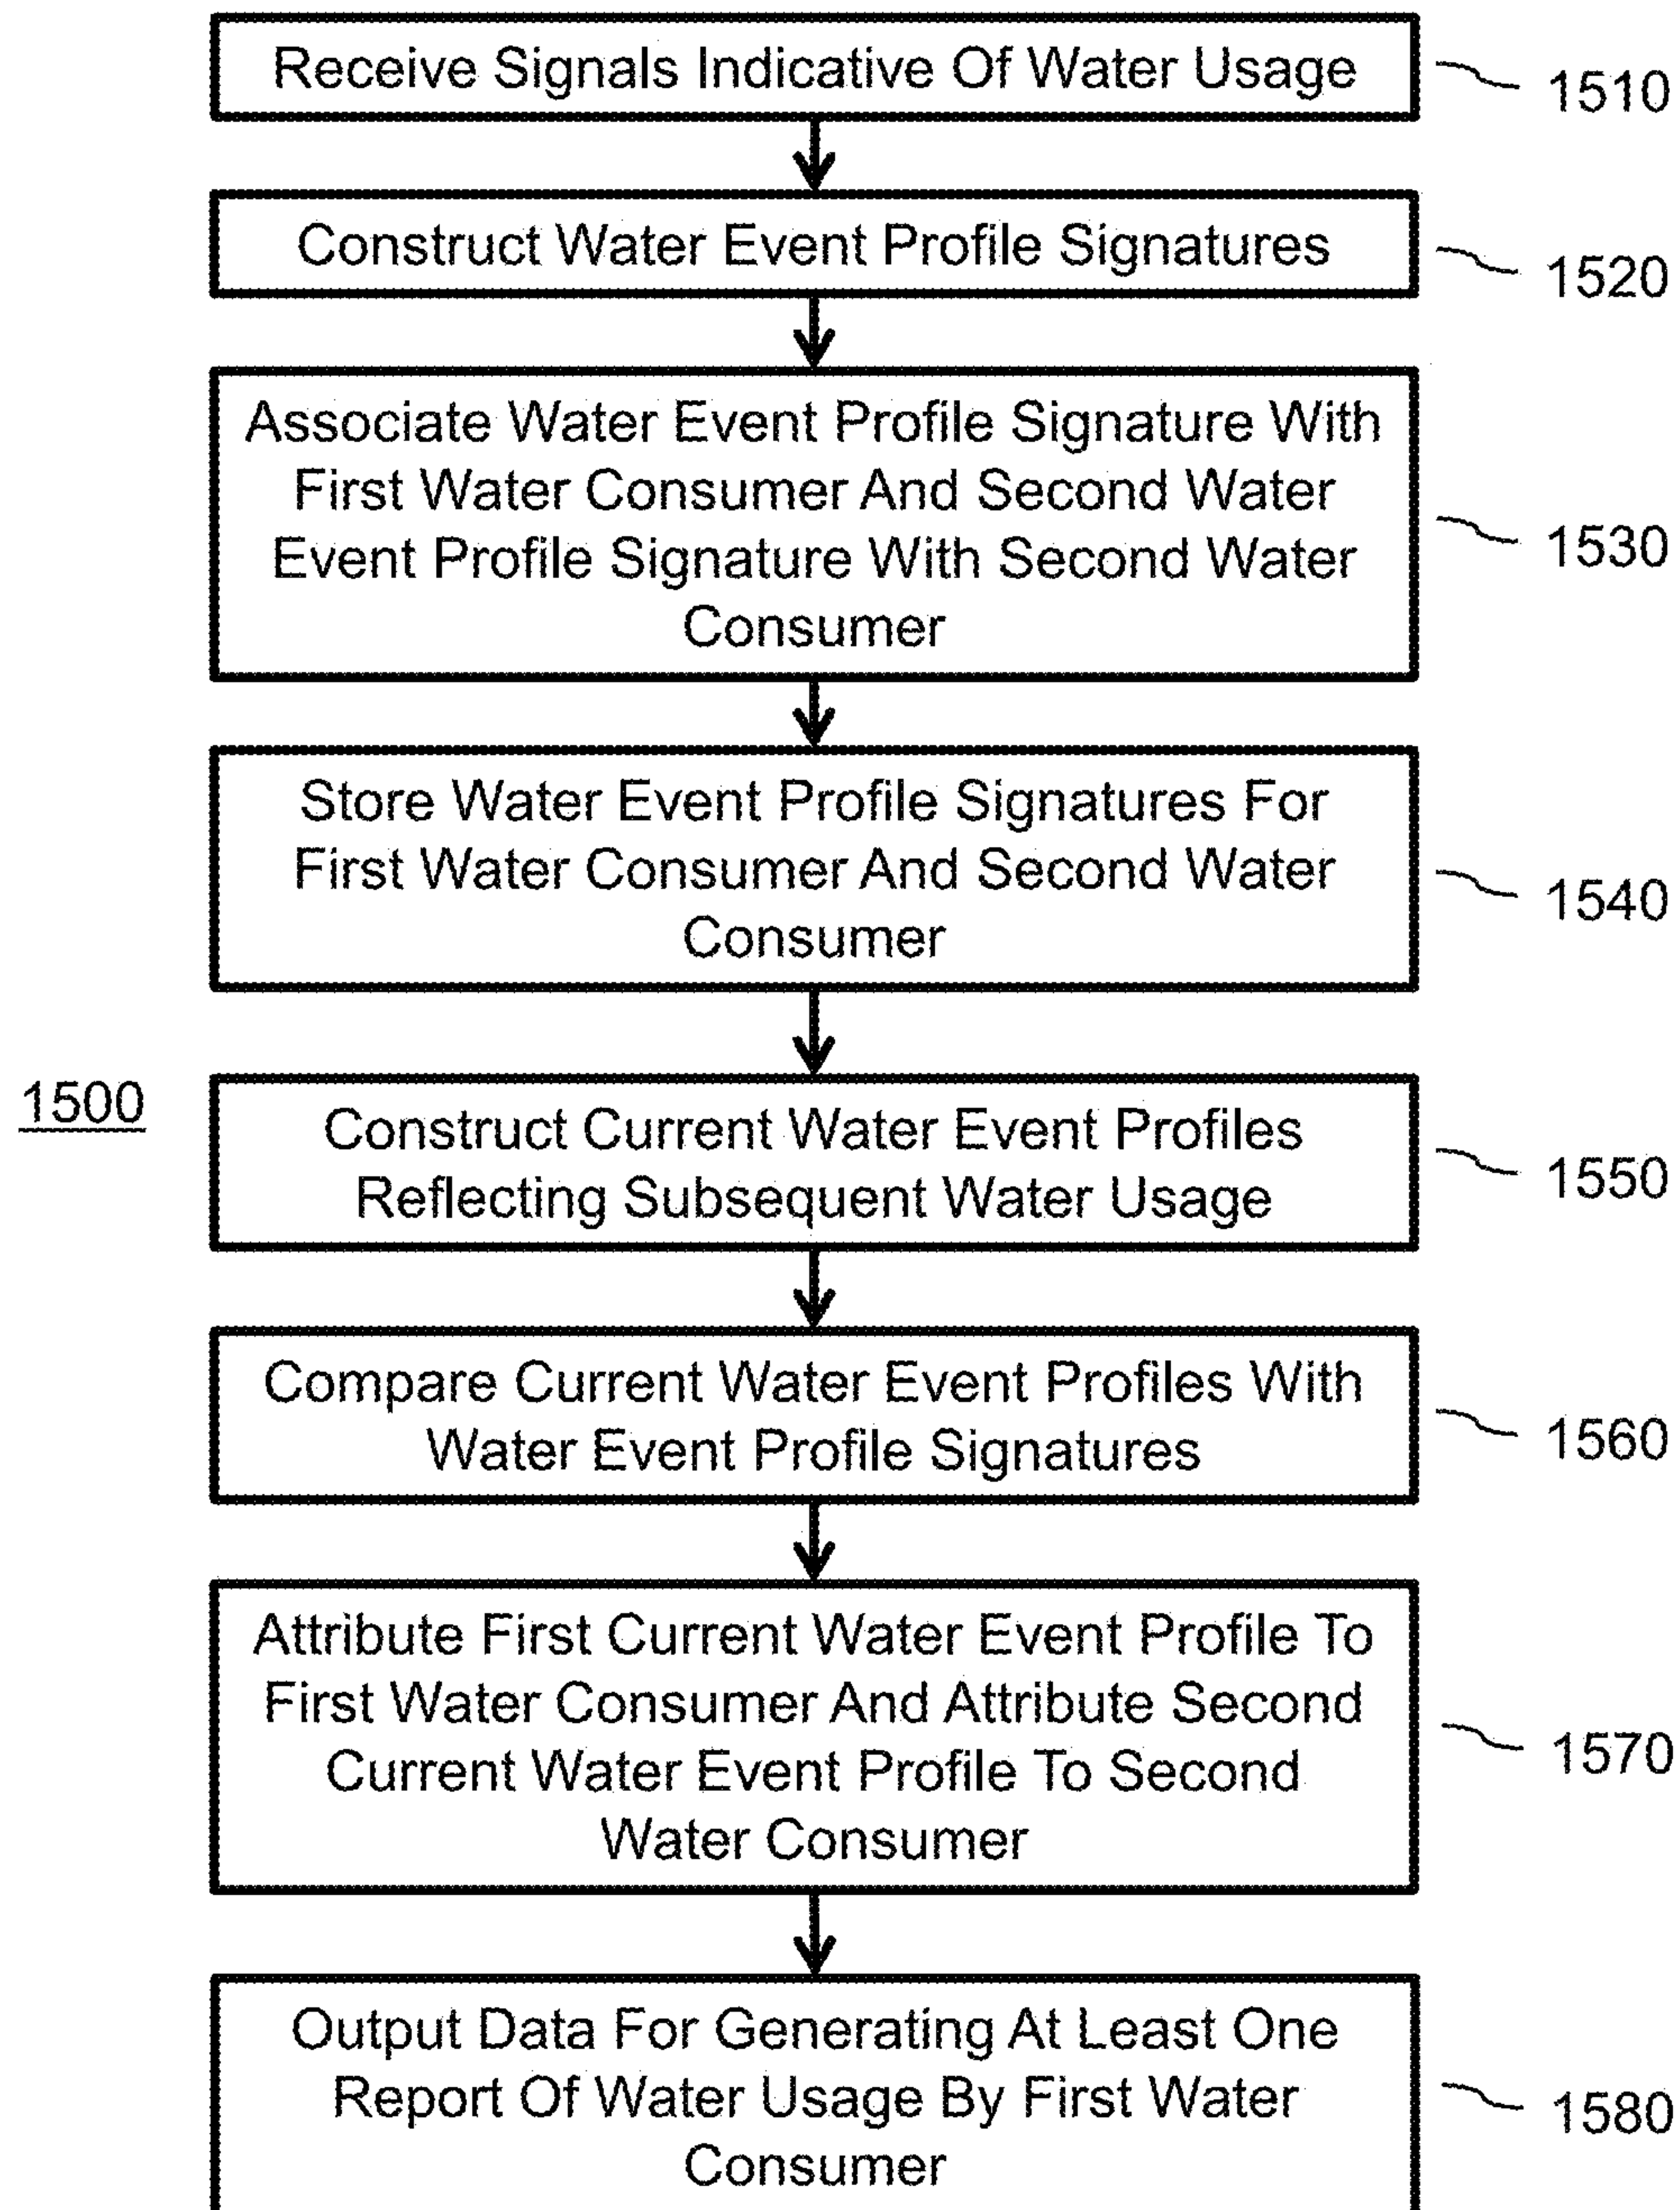 Receive Signals Indicative Of Water Usage
1510
Construct Water Event Profile Signatures
1520
Associate Water Event Profile Signature With
First Water Consumer And Second Water
Event Profile Signature With Second Water
Consumer
1530
Store Water Event Profile Signatures For
First Water Consumer And Second Water
Consumer
1540
1500
Construct Current Water Event Profiles
Reflecting Subsequent Water Usage
1550
Compare Current Water Event Profiles With
Water Event Profile Signatures
1560
Attribute First Current Water Event Profile To
First Water Consumer And Attribute Second
Current Water Event Profile To Second
Water Consumer
1570
Output Data For Generating At Least One
Report Of Water Usage By First Water
Consumer
1580